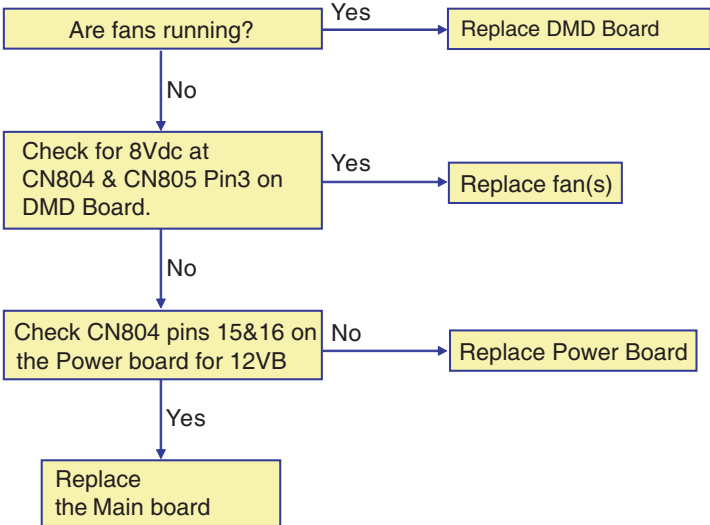 Are fans running?
Yes
Replace DMD Board
No
Check for 8Vdc at
CN804 & CN805 Pin3 on
DMD Board.
Yes
Replace fan(s)
No
Check CN804 pins 15&16 on
the Power board for 12VB
No
Replace Power Board
Yes
Replace
the Main board